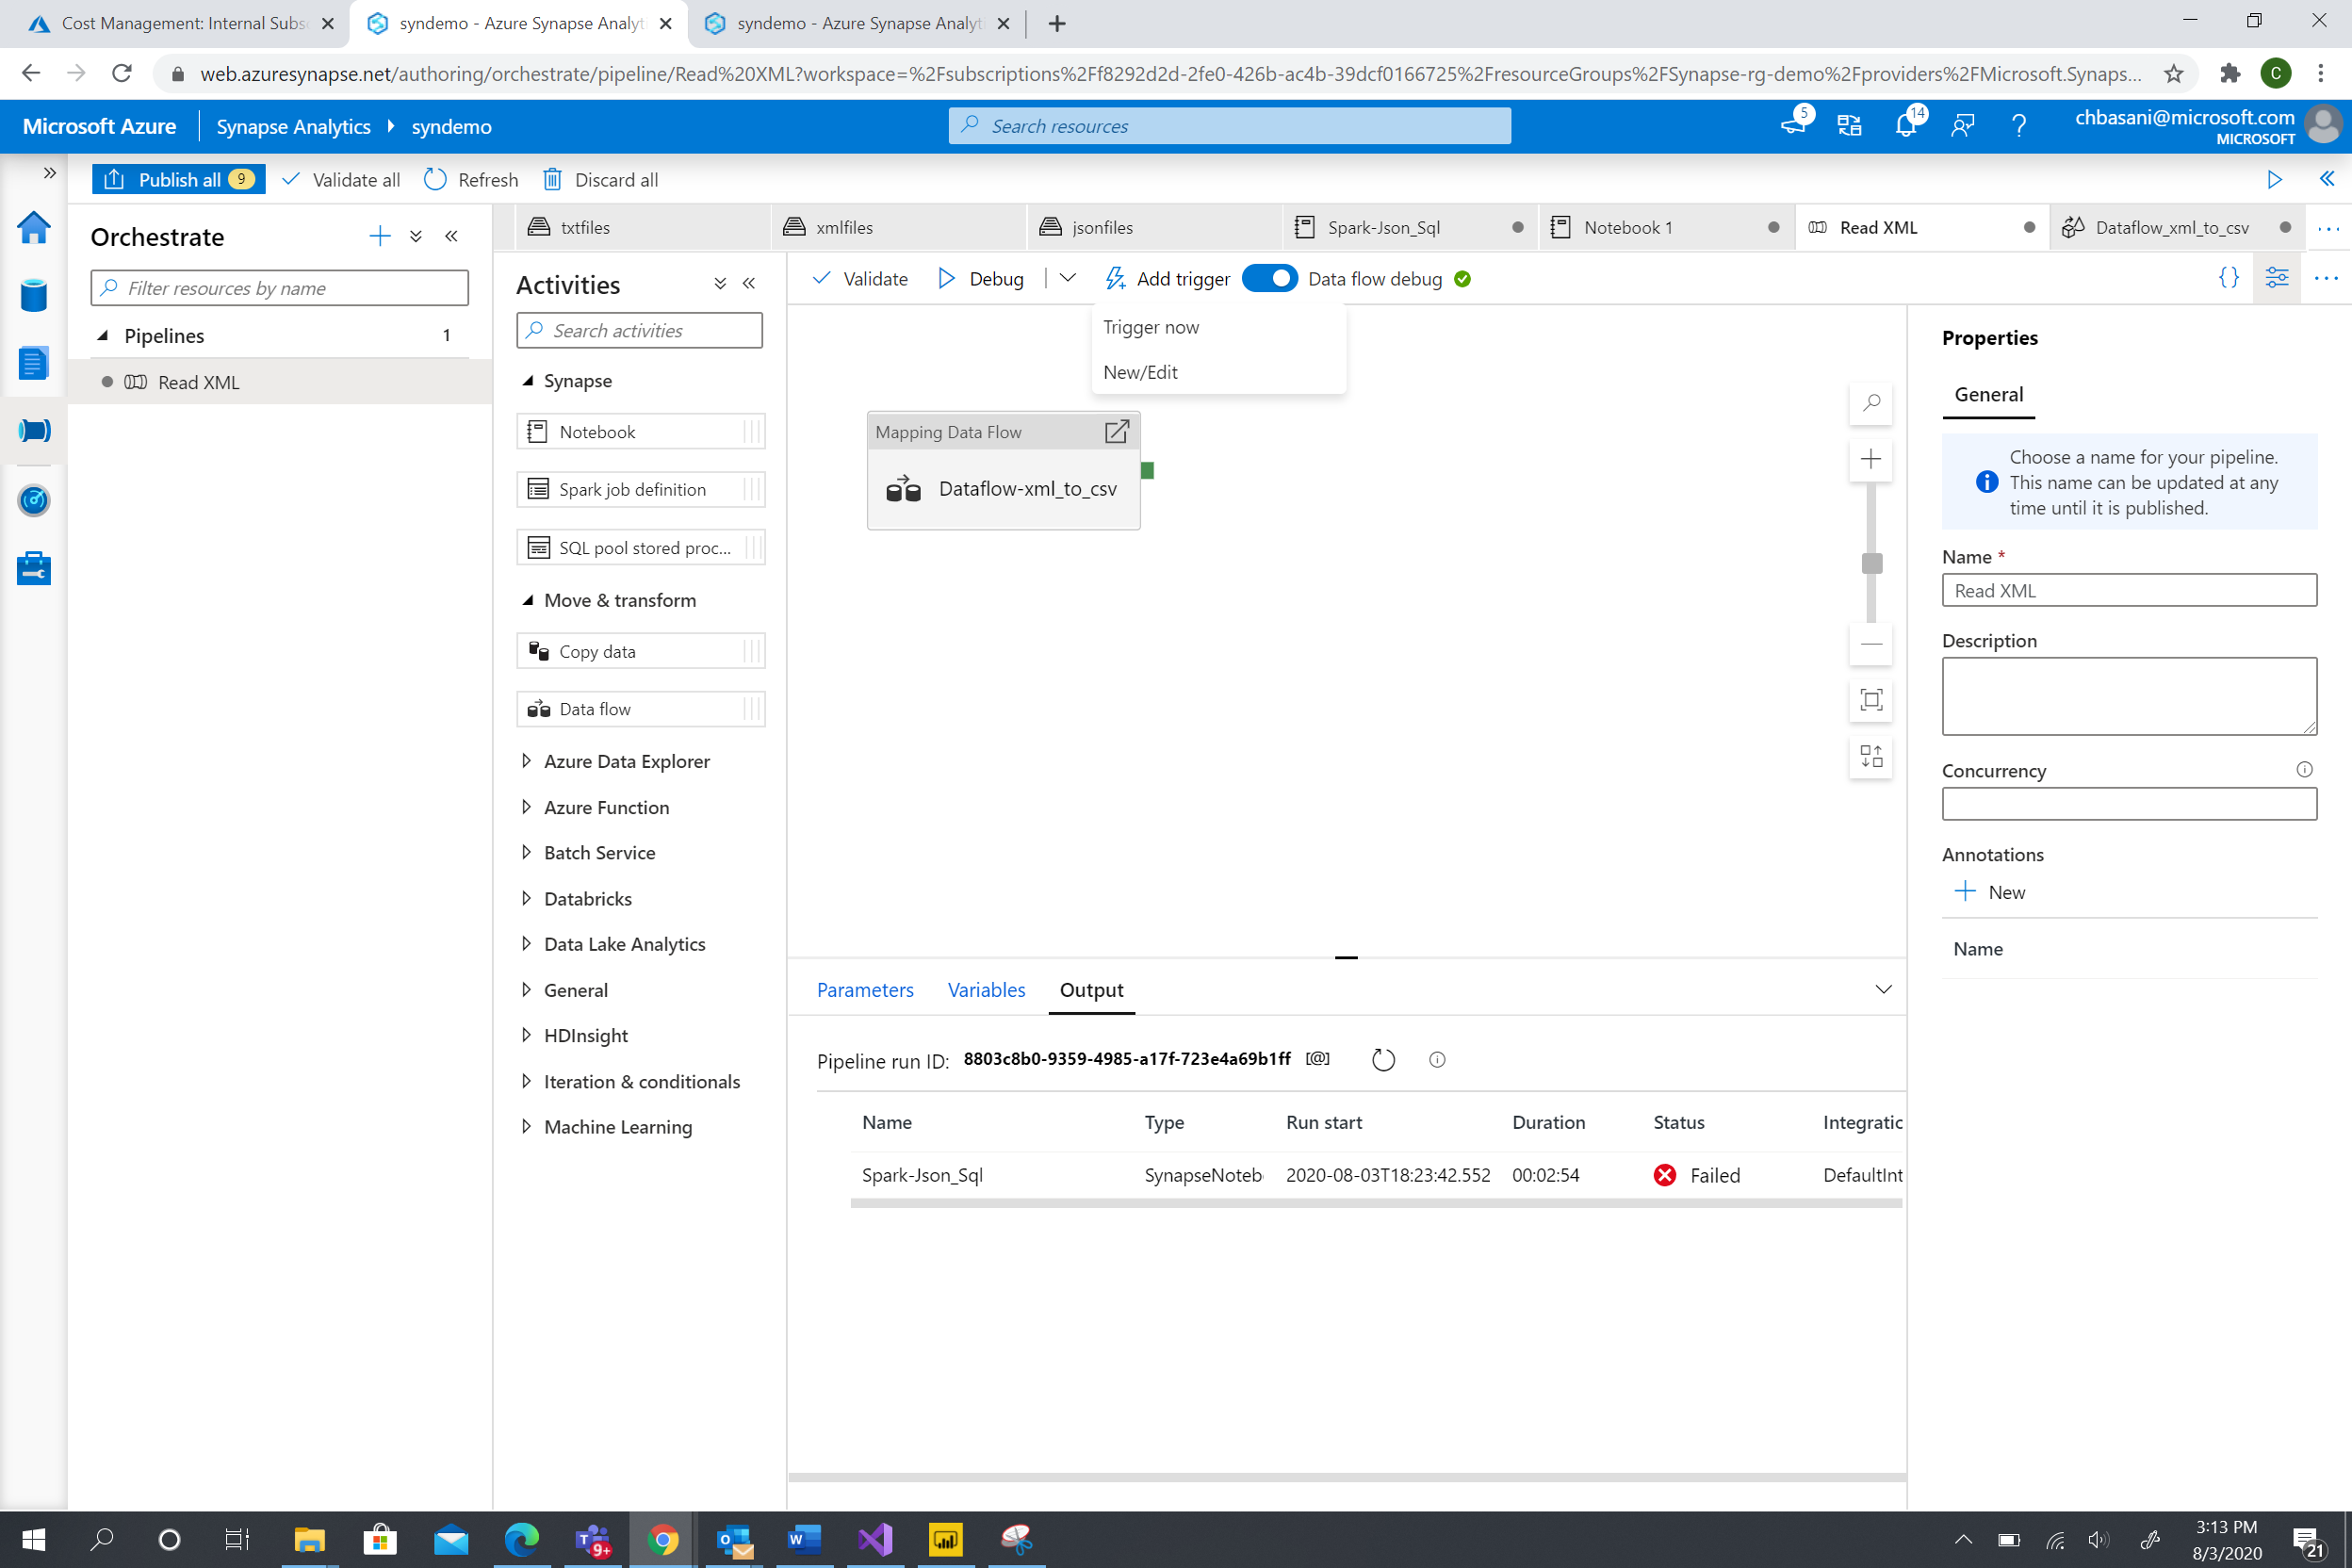 Cost Management: Internal Subs
syndemo - Azure Synapse Analyt
syndemo - Azure Synapse Analyt
web.azuresynapse.net/authoring/orchestrate/pipeline/Read%20XML?workspace=%2Fsubscriptions%2Ff8292d2d-2fe0-426b-ac4b-39dcf0166725%2FresourceGroups%2FSynapse-rg-demo%2Fproviders%2FMicrosoft.Synaps...
C
Microsoft Azure
Synapse Analytics
syndemo
Search resources
5
14
chbasani@microsoft.com
MICROSOFT
Publish all 9
Validate all
Refresh
Discard all
Orchestrate
Filter resources by name
Pipelines 1
Read XML
txtfiles
xmlfiles
jsonfiles
Spark-Json_Sql
Notebook 1
Read XML
Dataflow_xml_to_csv
Activities
Search activities
Synapse
Notebook
Spark job definition
SQL pool stored proc...
Move & transform
Copy data
Data flow
Azure Data Explorer
Azure Function
Batch Service
Databricks
Data Lake Analytics
General
HDInsight
Iteration & conditionals
Machine Learning
Validate
Debug
Add trigger
Data flow debug
Trigger now
New/Edit
Mapping Data Flow
Dataflow-xml_to_csv
Parameters
Variables
Output
Pipeline run ID: 8803c8b0-9359-4985-a17f-723e4a69b1ff [@]
Name Type Run start Duration Status Integratic
Spark-Json_Sql SynapseNoteb 2020-08-03T18:23:42.552 00:02:54 Failed DefaultInt
Properties
General
Choose a name for your pipeline.
This name can be updated at any
time until it is published.
Name *
Read XML
Description
Concurrency
Annotations
New
Name
9+
3:13 PM
8/3/2020
21